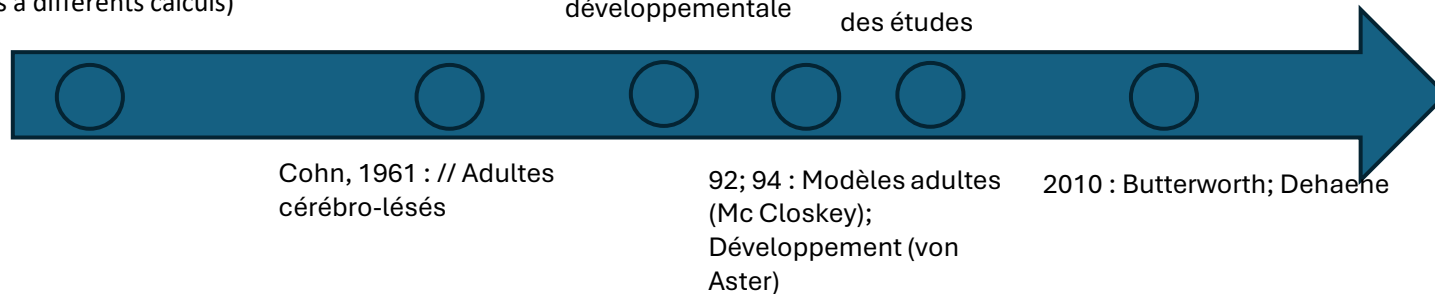 s à différents calculs)
développementale
des études
Cohn, 1961 : // Adultes
cérébro-lésés
92; 94 : Modèles adultes
(Mc Closkey);
Développement (von
Aster)
2010 : Butterworth; Dehaene